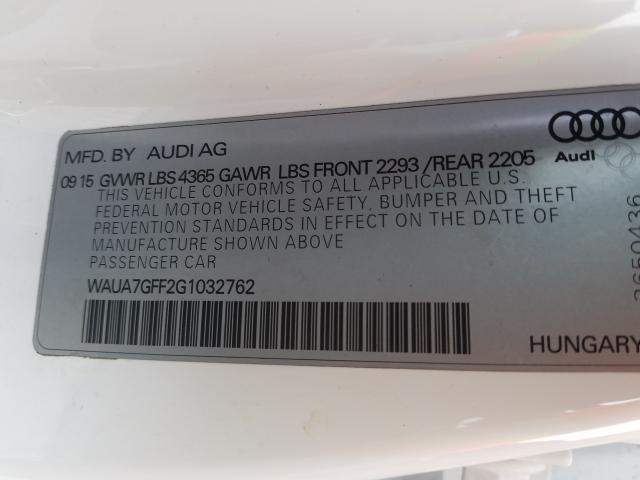 MFD. BY AUDI AG
09 15 GVWR LBS 4365 GAWR LBS FRONT 2293 /REAR 2205
THIS VEHICLE CONFORMS TO ALL APPLICABLE U.S.
FEDERAL MOTOR VEHICLE SAFETY, BUMPER AND THEFT
PREVENTION STANDARDS IN EFFECT ON THE DATE OF
MANUFACTURE SHOWN ABOVE
PASSENGER CAR
WAUA7GFF2G1032762
Audi
HUNGARY